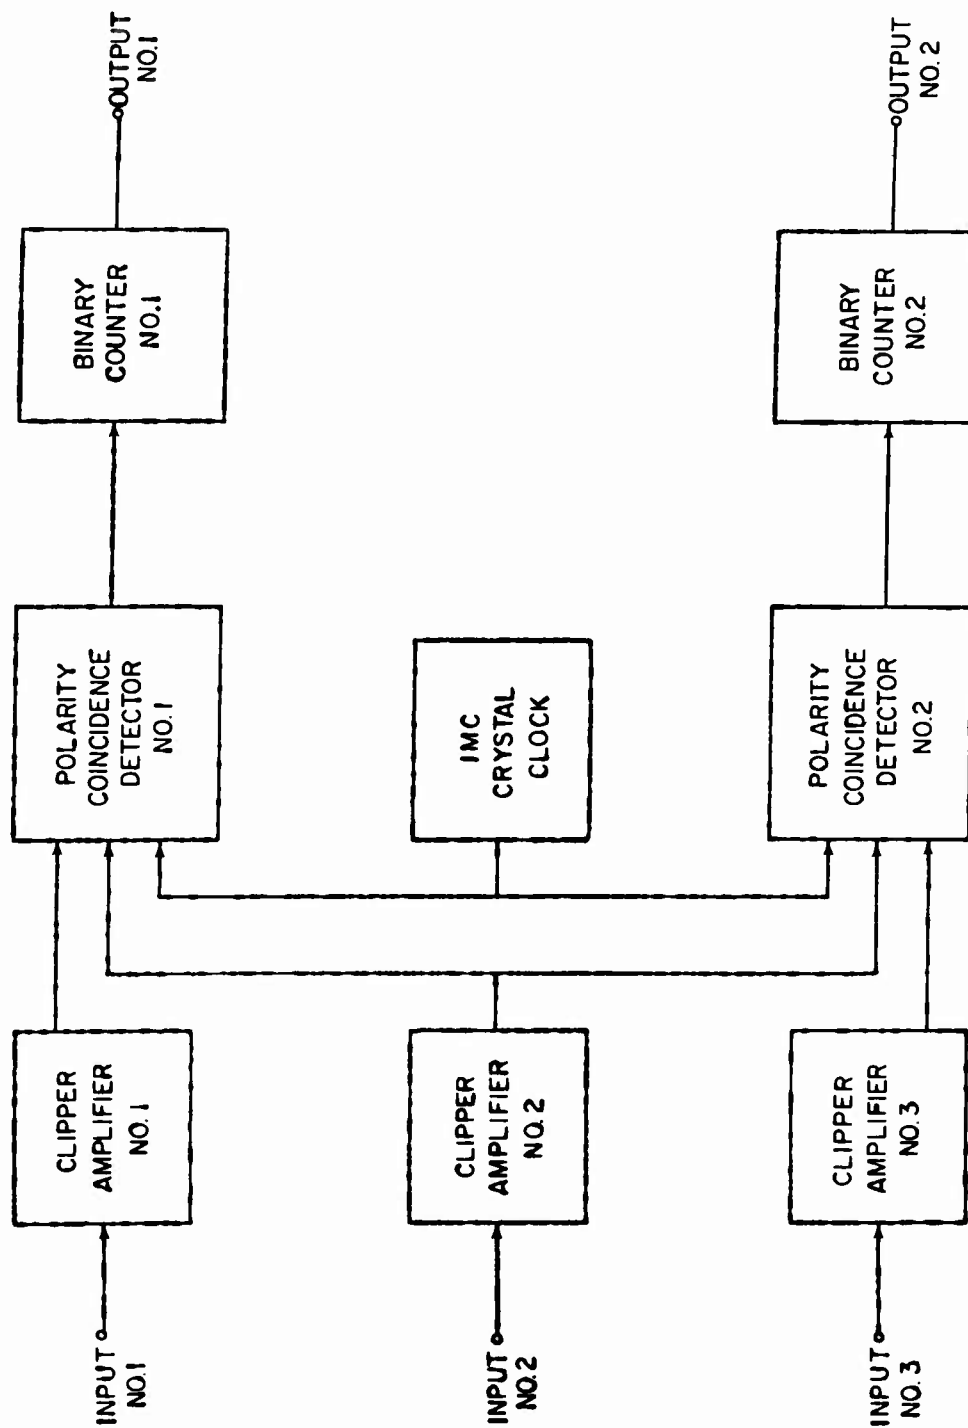 INPUT
NO.1
CLIPPER
AMPLIFIER
NO.1
POLARITY
COINCIDENCE
DETECTOR
NO.1
BINARY
COUNTER
NO.1
OUTPUT
NO.1
INPUT
NO.2
CLIPPER
AMPLIFIER
NO.2
1MC
CRYSTAL
CLOCK
INPUT
NO.3
CLIPPER
AMPLIFIER
NO.3
POLARITY
COINCIDENCE
DETECTOR
NO.2
BINARY
COUNTER
NO.2
OUTPUT
NO.2